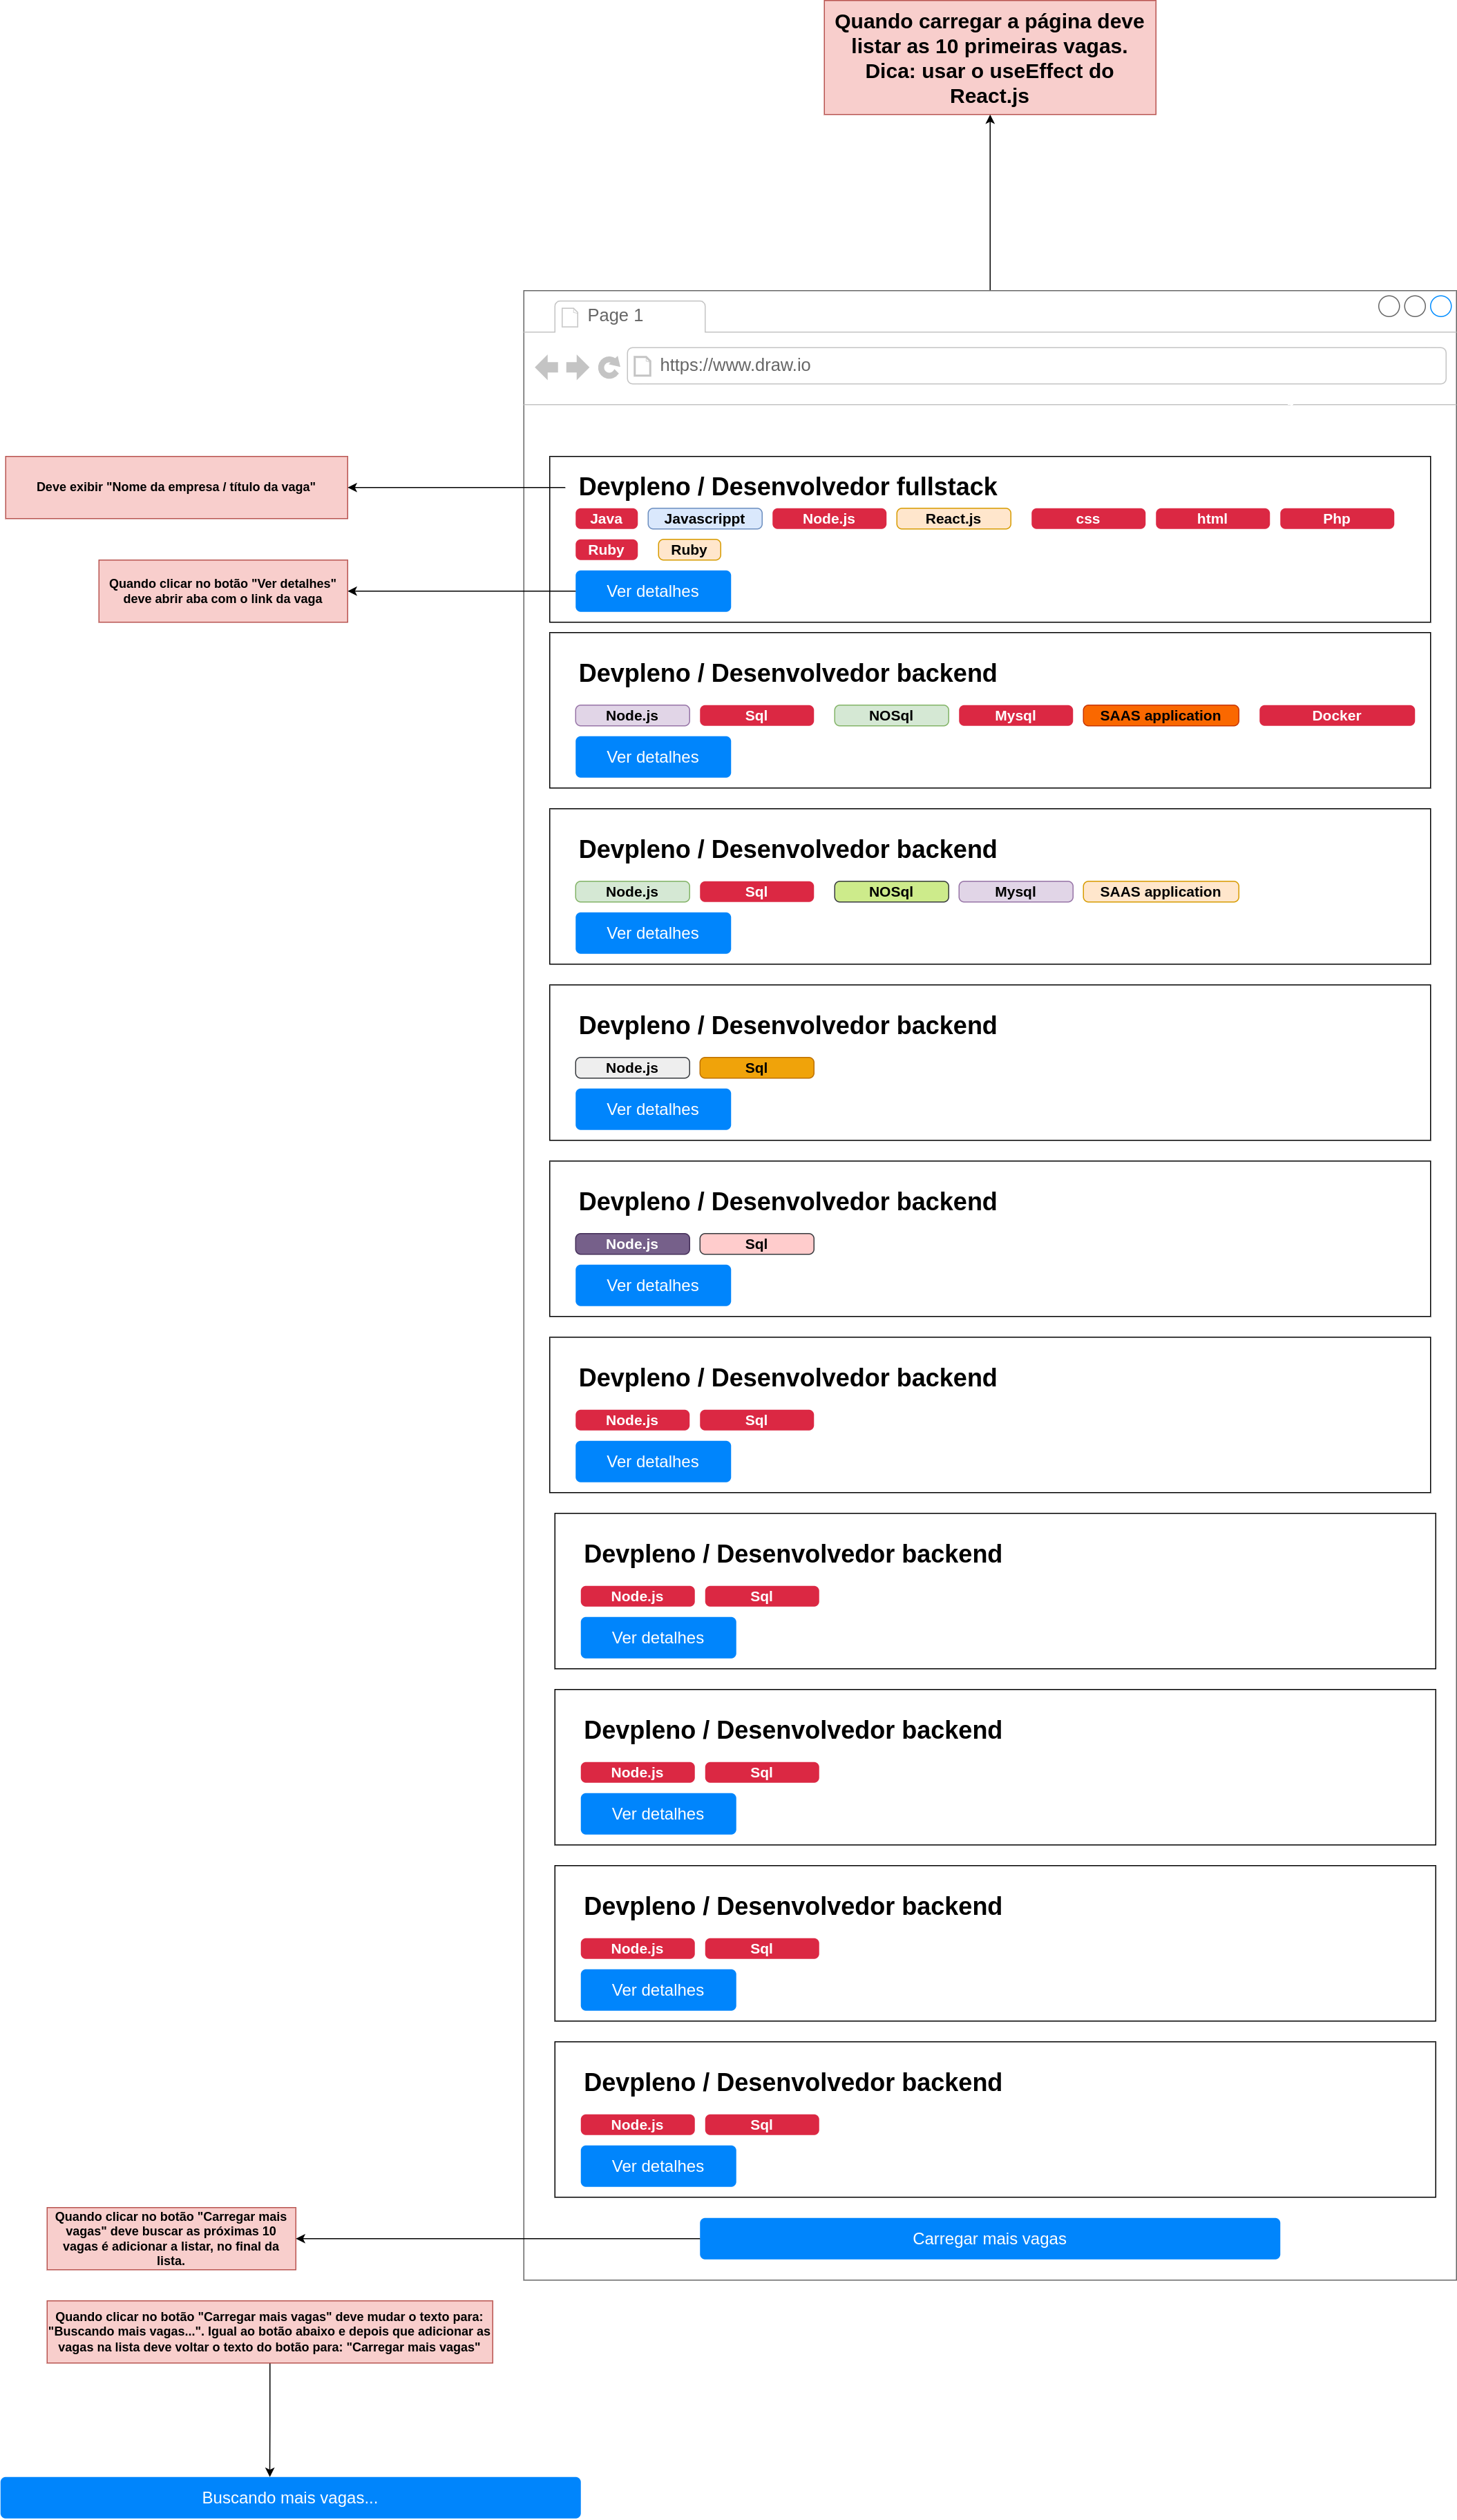 Quando carregar a página deve
listar as 10 primeiras vagas.
Dica: usar o useEffect do
React.js
Page 1
https://www.draw.io
Deve exibir "Nome da empresa / título da vaga"
Devpleno / Desenvolvedor fullstack
Java Javascrippt Node.js React.js css html Php
Ruby Ruby
Quando clicar no botão "Ver detalhes"
deve abrir aba com o link da vaga
Ver detalhes
Devpleno / Desenvolvedor backend
Node.js Sql NOSql Mysql SAAS application Docker
Ver detalhes
Devpleno / Desenvolvedor backend
Node.js Sql NOSql Mysql SAAS application
Ver detalhes
Devpleno / Desenvolvedor backend
Node.js Sql
Ver detalhes
Devpleno / Desenvolvedor backend
Node.js Sql
Ver detalhes
Devpleno / Desenvolvedor backend
Node.js Sql
Ver detalhes
Devpleno / Desenvolvedor backend
Node.js Sql
Ver detalhes
Devpleno / Desenvolvedor backend
Node.js Sql
Ver detalhes
Devpleno / Desenvolvedor backend
Node.js Sql
Ver detalhes
Devpleno / Desenvolvedor backend
Node.js Sql
Ver detalhes
Quando clicar no botão "Carregar mais
vagas" deve buscar as próximas 10
vagas é adicionar a listar, no final da
lista.
Carregar mais vagas
Quando clicar no botão "Carregar mais vagas" deve mudar o texto para:
"Buscando mais vagas...". Igual ao botão abaixo e depois que adicionar as
vagas na lista deve voltar o texto do botão para: "Carregar mais vagas"
Buscando mais vagas...